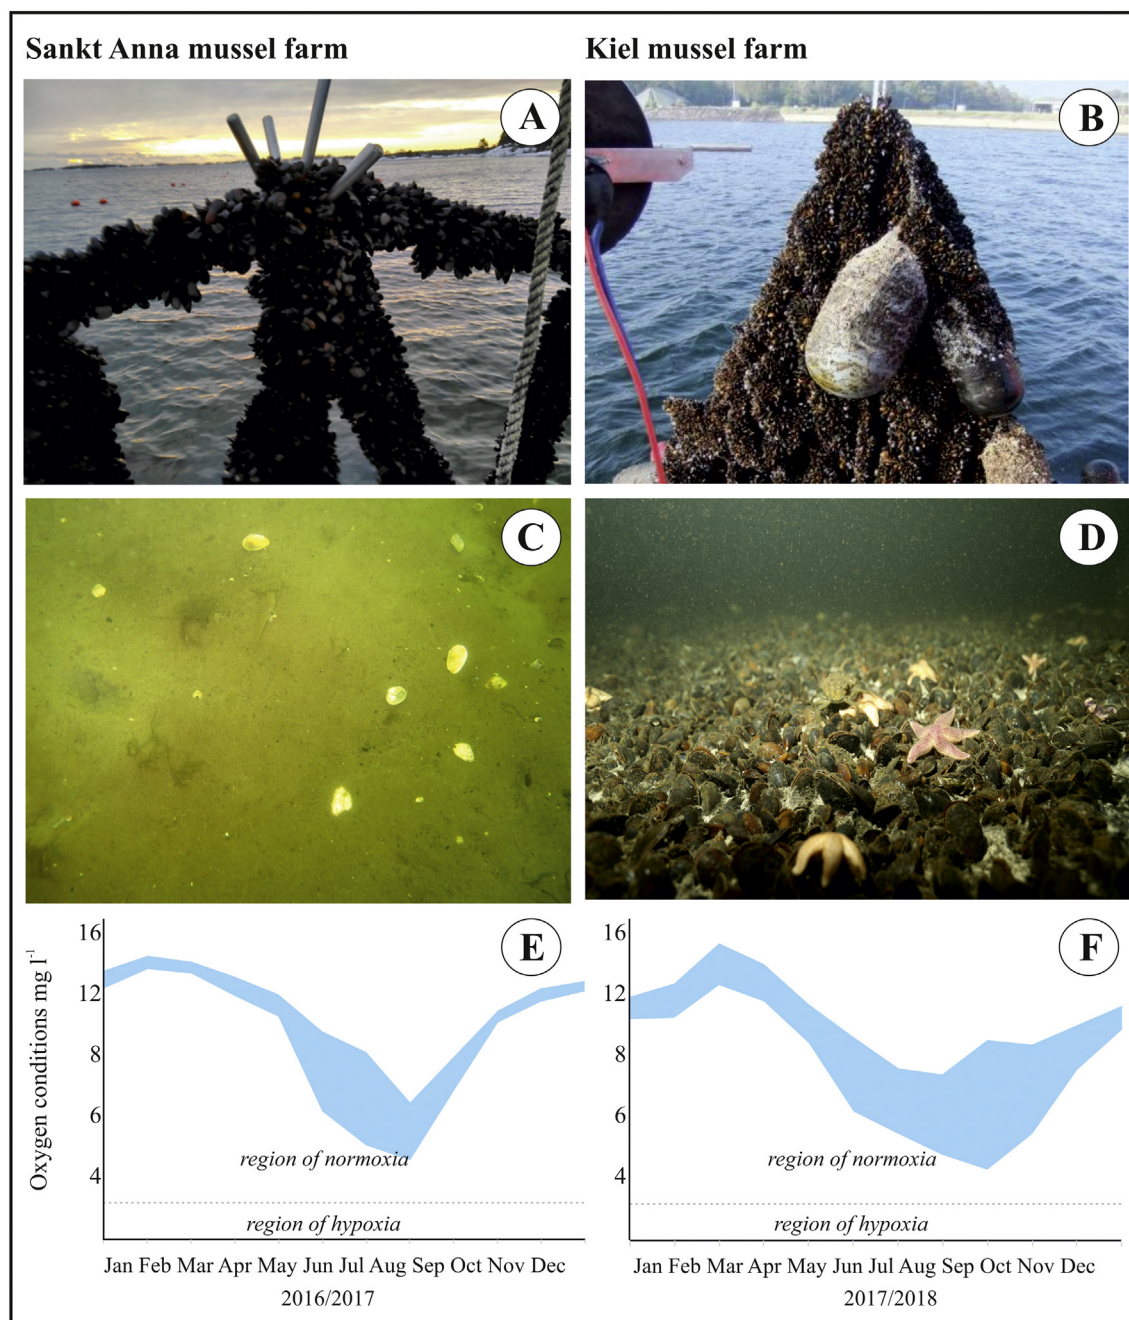 Sankt Anna mussel farm
Kiel mussel farm
A
B
C
D
E
F
Oxygen conditions mg l⁻¹
16
12
8
6
4
region of normoxia
region of hypoxia
Jan Feb Mar Apr May Jun Jul Aug Sep Oct Nov Dec
2016/2017
16
12
8
6
4
region of normoxia
region of hypoxia
Jan Feb Mar Apr May Jun Jul Aug Sep Oct Nov Dec
2017/2018